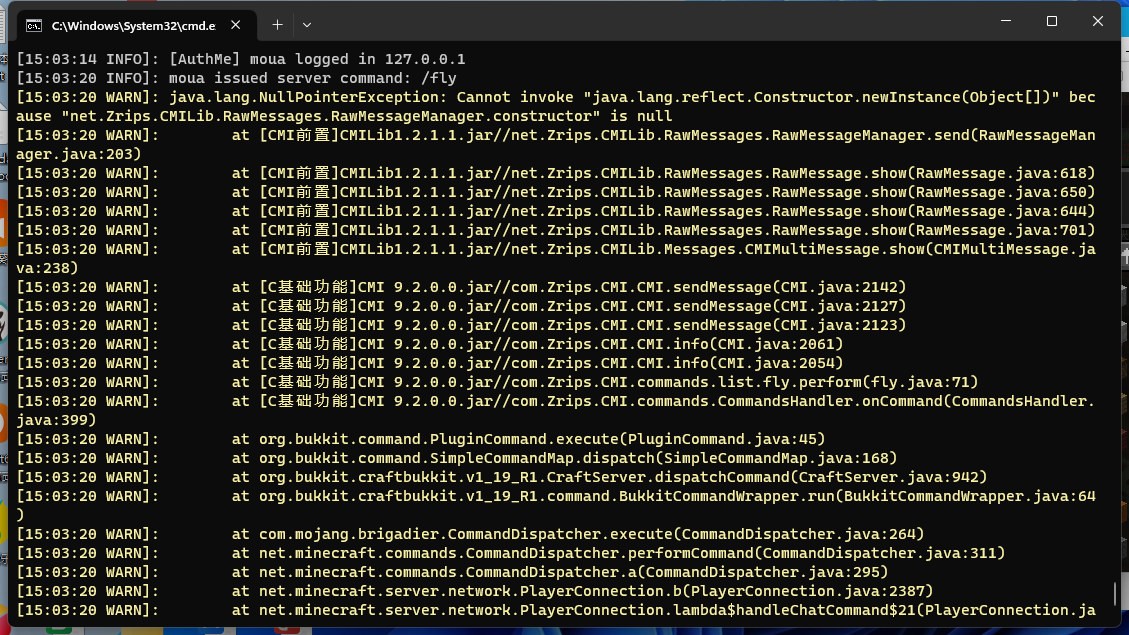 C:\Windows\System32\cmd.e
[15:03:14 INFO]: [AuthMe] moua logged in 127.0.0.1
[15:03:20 INFO]: moua issued server command: /fly
[15:03:20 WARN]: java.lang.NullPointerException: Cannot invoke "java.lang.reflect.Constructor.newInstance(Object[])" bec
ause "net.Zrips.CMILib.RawMessages.RawMessageManager.constructor" is null
[15:03:20 WARN]:        at [CMI前置]CMILib1.2.1.1.jar//net.Zrips.CMILib.RawMessages.RawMessageManager.send(RawMessageMan
ager.java:203)
[15:03:20 WARN]:        at [CMI前置]CMILib1.2.1.1.jar//net.Zrips.CMILib.RawMessages.RawMessage.show(RawMessage.java:618)
[15:03:20 WARN]:        at [CMI前置]CMILib1.2.1.1.jar//net.Zrips.CMILib.RawMessages.RawMessage.show(RawMessage.java:650)
[15:03:20 WARN]:        at [CMI前置]CMILib1.2.1.1.jar//net.Zrips.CMILib.RawMessages.RawMessage.show(RawMessage.java:644)
[15:03:20 WARN]:        at [CMI前置]CMILib1.2.1.1.jar//net.Zrips.CMILib.RawMessages.RawMessage.show(RawMessage.java:701)
[15:03:20 WARN]:        at [CMI前置]CMILib1.2.1.1.jar//net.Zrips.CMILib.Messages.CMIMultiMessage.show(CMIMultiMessage.ja
va:238)
[15:03:20 WARN]:        at [C基础功能]CMI 9.2.0.0.jar//com.Zrips.CMI.CMI.sendMessage(CMI.java:2142)
[15:03:20 WARN]:        at [C基础功能]CMI 9.2.0.0.jar//com.Zrips.CMI.CMI.sendMessage(CMI.java:2127)
[15:03:20 WARN]:        at [C基础功能]CMI 9.2.0.0.jar//com.Zrips.CMI.CMI.sendMessage(CMI.java:2123)
[15:03:20 WARN]:        at [C基础功能]CMI 9.2.0.0.jar//com.Zrips.CMI.CMI.info(CMI.java:2061)
[15:03:20 WARN]:        at [C基础功能]CMI 9.2.0.0.jar//com.Zrips.CMI.CMI.info(CMI.java:2054)
[15:03:20 WARN]:        at [C基础功能]CMI 9.2.0.0.jar//com.Zrips.CMI.commands.list.fly.perform(fly.java:71)
[15:03:20 WARN]:        at [C基础功能]CMI 9.2.0.0.jar//com.Zrips.CMI.commands.CommandsHandler.onCommand(CommandsHandler.
java:399)
[15:03:20 WARN]:        at org.bukkit.command.PluginCommand.execute(PluginCommand.java:45)
[15:03:20 WARN]:        at org.bukkit.command.SimpleCommandMap.dispatch(SimpleCommandMap.java:168)
[15:03:20 WARN]:        at org.bukkit.craftbukkit.v1_19_R1.CraftServer.dispatchCommand(CraftServer.java:942)
[15:03:20 WARN]:        at org.bukkit.craftbukkit.v1_19_R1.command.BukkitCommandWrapper.run(BukkitCommandWrapper.java:64
)
[15:03:20 WARN]:        at com.mojang.brigadier.CommandDispatcher.execute(CommandDispatcher.java:264)
[15:03:20 WARN]:        at net.minecraft.commands.CommandDispatcher.performCommand(CommandDispatcher.java:311)
[15:03:20 WARN]:        at net.minecraft.commands.CommandDispatcher.a(CommandDispatcher.java:295)
[15:03:20 WARN]:        at net.minecraft.server.network.PlayerConnection.b(PlayerConnection.java:2387)
[15:03:20 WARN]:        at net.minecraft.server.network.PlayerConnection.lambda$handleChatCommand$21(PlayerConnection.ja